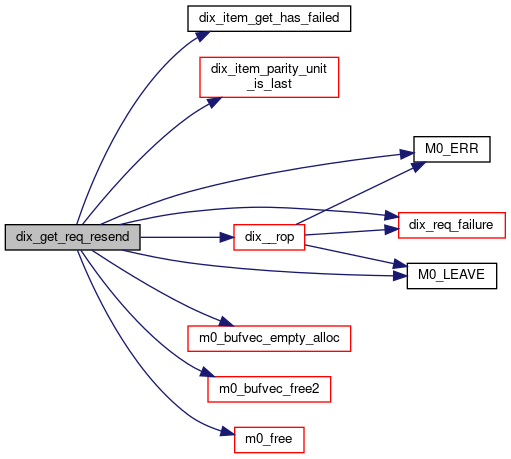 dix_item_get_has_failed
dix_item_parity_unit
_is_last
M0_ERR
dix_req_failure
dix_get_req_resend
dix__rop
M0_LEAVE
m0_bufvec_empty_alloc
m0_bufvec_free2
m0_free